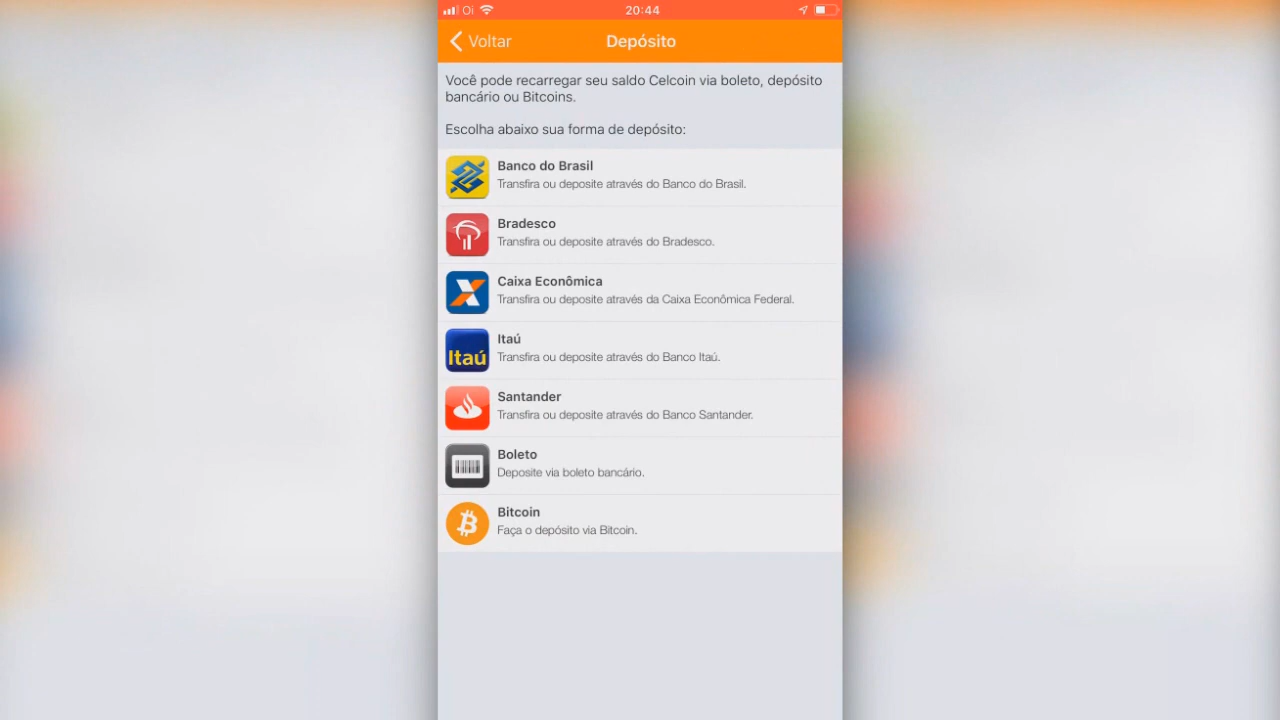 Oi
20:44
Voltar
Depósito
Você pode recarregar seu saldo Celcoin via boleto, depósito
bancário ou Bitcoins.
Escolha abaixo sua forma de depósito:
Banco do Brasil
Transfira ou deposite através do Banco do Brasil.
Bradesco
Transfira ou deposite através do Bradesco.
Caixa Econômica
Transfira ou deposite através da Caixa Econômica Federal.
Itaú
Itaú
Transfira ou deposite através do Banco Itaú.
Santander
Transfira ou deposite através do Banco Santander.
Boleto
Deposite via boleto bancário.
Bitcoin
Faça o depósito via Bitcoin.